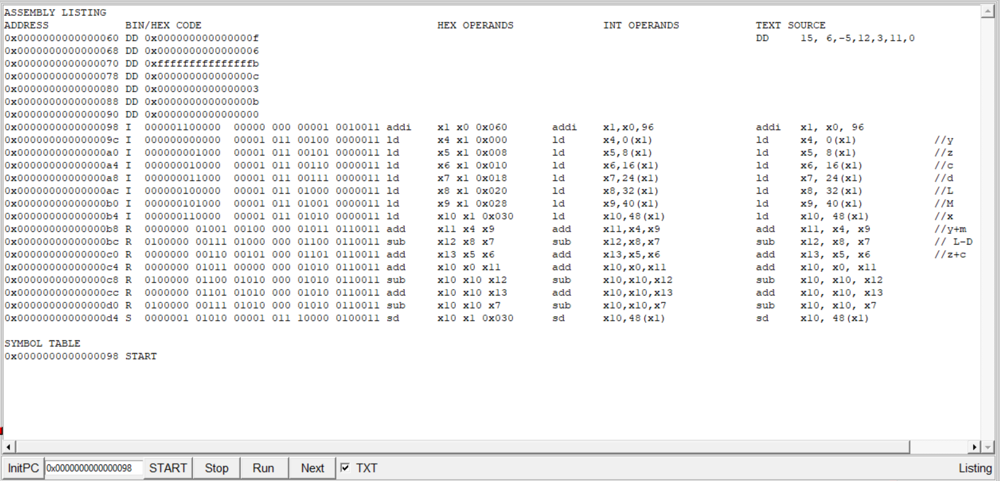 ASSEMBLY LISTING
ADDRESS            BIN/HEX CODE                                     HEX OPERANDS              INT OPERANDS            TEXT SOURCE
0x0000000000000060 DD 0x000000000000000f                                                                              DD     15, 6,-5,12,3,11,0
0x0000000000000068 DD 0x0000000000000006
0x0000000000000070 DD 0xfffffffffffffffb
0x0000000000000078 DD 0x000000000000000c
0x0000000000000080 DD 0x0000000000000003
0x0000000000000088 DD 0x000000000000000b
0x0000000000000090 DD 0x0000000000000000
0x0000000000000098 I  000001100000  00000 000 00001 0010011 addi    x1 x0 0x060       addi    x1,x0,96                addi   x1, x0, 96
0x000000000000009c I  000000000000  00001 011 00100 0000011 ld      x4 x1 0x000       ld      x4,0(x1)                ld     x4, 0(x1)            //y
0x00000000000000a0 I  000000001000  00001 011 00101 0000011 ld      x5 x1 0x008       ld      x5,8(x1)                ld     x5, 8(x1)            //z
0x00000000000000a4 I  000000010000  00001 011 00110 0000011 ld      x6 x1 0x010       ld      x6,16(x1)               ld     x6, 16(x1)           //c
0x00000000000000a8 I  000000011000  00001 011 00111 0000011 ld      x7 x1 0x018       ld      x7,24(x1)               ld     x7, 24(x1)           //d
0x00000000000000ac I  000000100000  00001 011 01000 0000011 ld      x8 x1 0x020       ld      x8,32(x1)               ld     x8, 32(x1)           //L
0x00000000000000b0 I  000000101000  00001 011 01001 0000011 ld      x9 x1 0x028       ld      x9,40(x1)               ld     x9, 40(x1)           //M
0x00000000000000b4 I  000000110000  00001 011 01010 0000011 ld      x10 x1 0x030      ld      x10,48(x1)              ld     x10, 48(x1)          //x
0x00000000000000b8 R  0000000 01001 00100 000 01011 0110011 add     x11 x4 x9         add     x11,x4,x9               add    x11, x4, x9          //y+m
0x00000000000000bc R  0100000 00111 01000 000 01100 0110011 sub     x12 x8 x7         sub     x12,x8,x7               sub    x12, x8, x7          // L-D
0x00000000000000c0 R  0000000 00110 00101 000 01101 0110011 add     x13 x5 x6         add     x13,x5,x6               add    x13, x5, x6          //z+c
0x00000000000000c4 R  0000000 01011 00000 000 01010 0110011 add     x10 x0 x11        add     x10,x0,x11              add    x10, x0, x11
0x00000000000000c8 R  0100000 01100 01010 000 01010 0110011 sub     x10 x10 x12       sub     x10,x10,x12             sub    x10, x10, x12
0x00000000000000cc R  0000000 01101 01010 000 01010 0110011 add     x10 x10 x13       add     x10,x10,x13             add    x10, x10, x13
0x00000000000000d0 R  0100000 00111 01010 000 01010 0110011 sub     x10 x10 x7        sub     x10,x10,x7              sub    x10, x10, x7
0x00000000000000d4 S  0000001 01010 00001 011 10000 0100011 sd      x10 x1 0x030      sd      x10,48(x1)              sd     x10, 48(x1)
SYMBOL TABLE
0x0000000000000098 START
InitPC 0x0000000000000098 START Stop Run Next TXT Listing